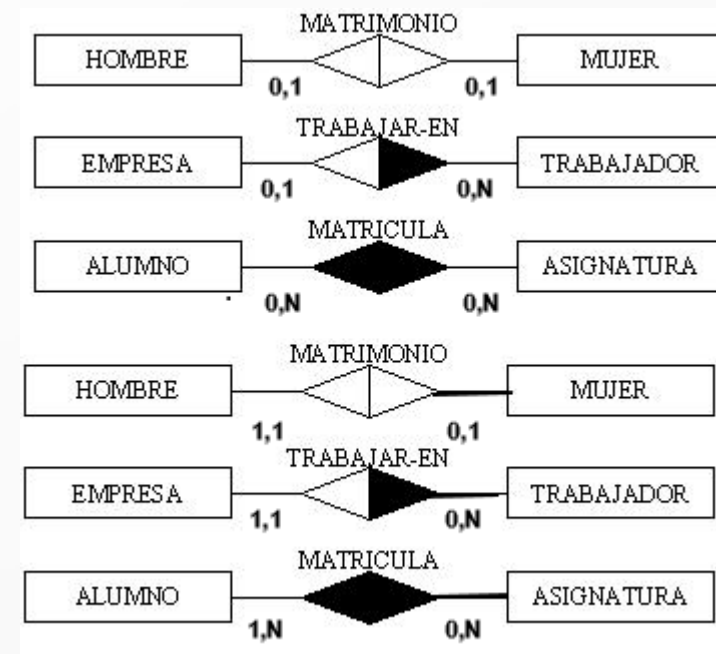 MATRIMONIO
HOMBRE 0,1 0,1 MUJER
TRABAJAR-EN
EMPRESA 0,1 0,N TRABAJADOR
MATRICULA
ALUMNO 0,N 0,N ASIGNATURA
MATRIMONIO
HOMBRE 1,1 0,1 MUJER
TRABAJAR-EN
EMPRESA 1,1 0,N TRABAJADOR
MATRICULA
ALUMNO 1,N 0,N ASIGNATURA